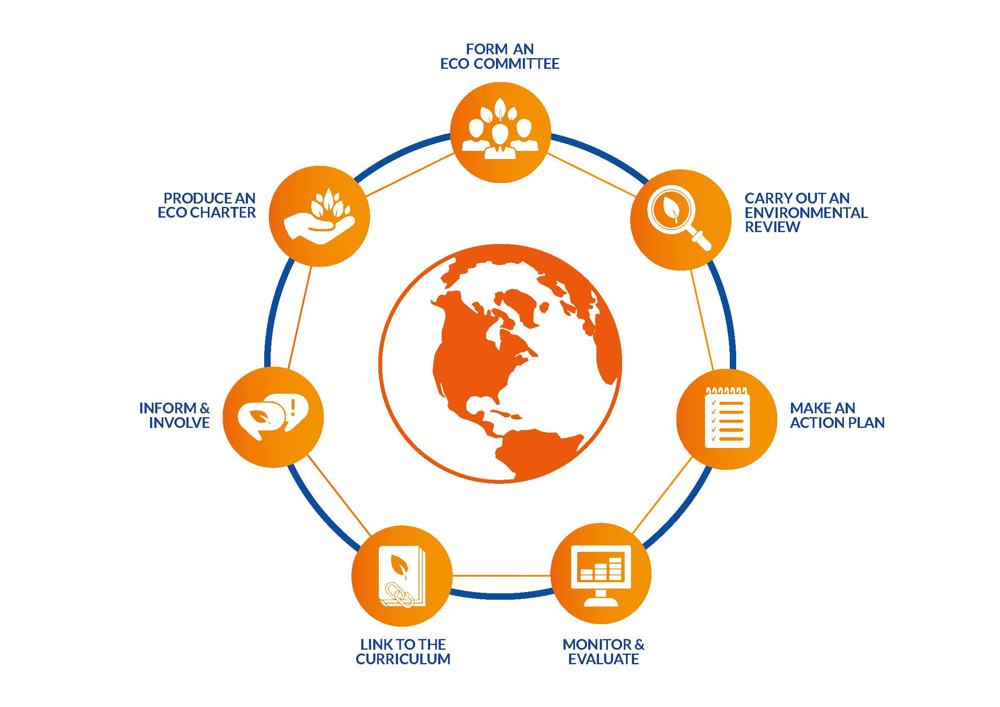 FORM AN
ECO COMMITTEE
CARRY OUT AN
ENVIRONMENTAL
REVIEW
MAKE AN
ACTION PLAN
MONITOR &
EVALUATE
LINK TO THE
CURRICULUM
INFORM &
INVOLVE
PRODUCE AN
ECO CHARTER